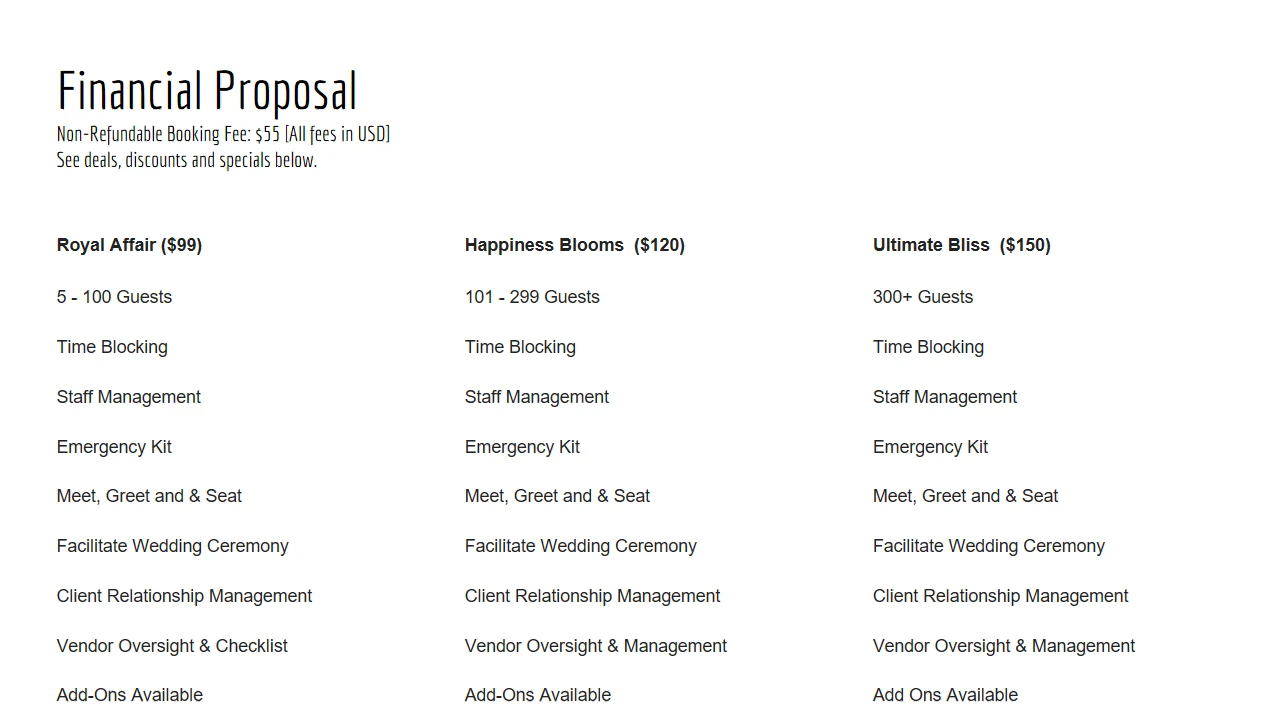 Financial Proposal
Non-Refundable Booking Fee: $55 [All fees in USD]
See deals, discounts and specials below.
Royal Affair ($99)
5 - 100 Guests
Time Blocking
Staff Management
Emergency Kit
Meet, Greet and & Seat
Facilitate Wedding Ceremony
Client Relationship Management
Vendor Oversight & Checklist
Add-Ons Available
Happiness Blooms  ($120)
101 - 299 Guests
Time Blocking
Staff Management
Emergency Kit
Meet, Greet and & Seat
Facilitate Wedding Ceremony
Client Relationship Management
Vendor Oversight & Management
Add-Ons Available
Ultimate Bliss  ($150)
300+ Guests
Time Blocking
Staff Management
Emergency Kit
Meet, Greet and & Seat
Facilitate Wedding Ceremony
Client Relationship Management
Vendor Oversight & Management
Add Ons Available